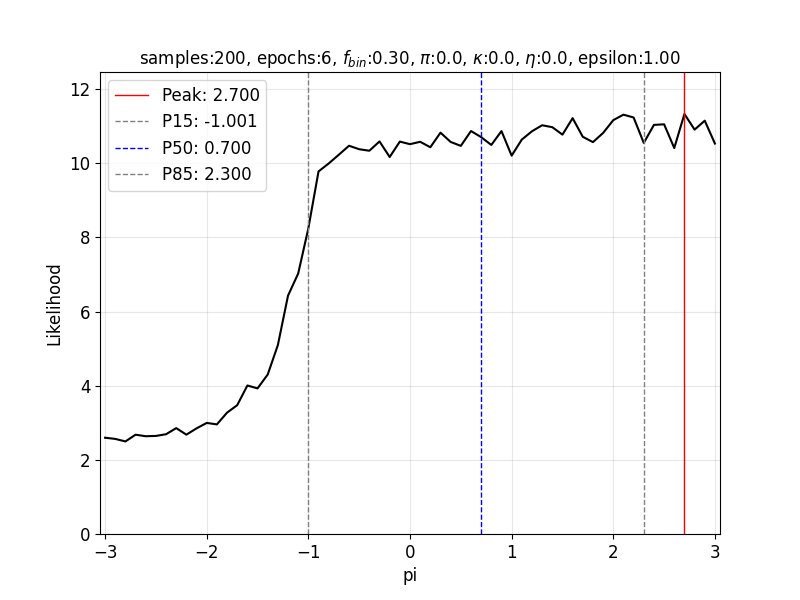 samples:200, epochs:6, f_bin:0.30, π:0.0, κ:0.0, η:0.0, epsilon:1.00
Peak: 2.700
P15: -1.001
P50: 0.700
P85: 2.300
12
10
8
6
4
2
0
Likelihood
−3 −2 −1 0 1 2 3
pi